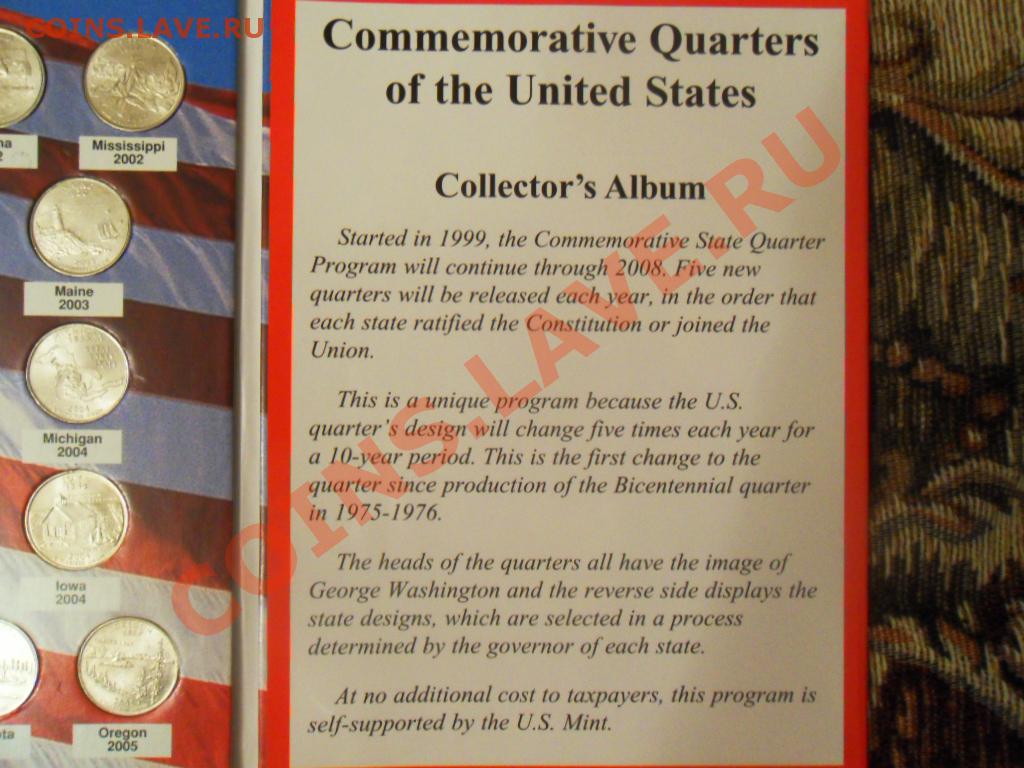 COINS.LAVE.RU
Mississippi
2002
Maine
2003
Michigan
2004
Iowa
2004
Oregon
2005
Commemorative Quarters
of the United States
Collector's Album
Started in 1999, the Commemorative State Quarter
Program will continue through 2008. Five new
quarters will be released each year, in the order that
each state ratified the Constitution or joined the
Union.
This is a unique program because the U.S.
quarter's design will change five times each year for
a 10-year period. This is the first change to the
quarter since production of the Bicentennial quarter
in 1975-1976.
The heads of the quarters all have the image of
George Washington and the reverse side displays the
state designs, which are selected in a process
determined by the governor of each state.
At no additional cost to taxpayers, this program is
self-supported by the U.S. Mint.
COINS.LAVE.RU